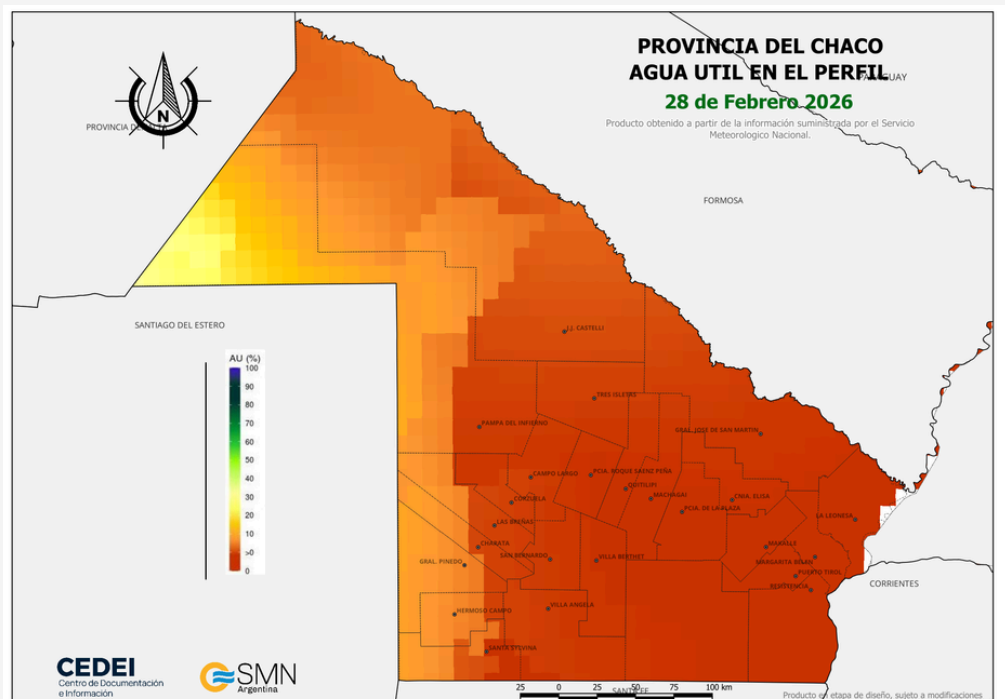 PROVINCIA DEL CHACO
AGUA UTIL EN EL PERFIL
28 de Febrero 2026
Producto obtenido a partir de la información suministrada por el Servicio
Meteorologico Nacional.
N
PROVINCIA DE
FORMOSA
SANTIAGO DEL ESTERO
J.J. CASTELLI
AU (%)
100
90
80
70
60
50
40
30
20
10
>0
0
TRES ISLETAS
PAMPA DEL INFIERNO
GRAL. JOSE DE SAN MARTIN
CAMPO LARGO
PCIA. ROQUE SAENZ PEÑA
QUITILIPI
MACHAGAI
CNIA. ELISA
CORZUELA
PCIA. DE LA PLAZA
LA LEONESA
LAS BREÑAS
CHARATA
MAKALLE
SAN BERNARDO
VILLA BERTHET
GRAL. PINEDO
MARGARITA BELEN
PUERTO TIROL
RESISTENCIA
CORRIENTES
HERMOSO CAMPO
VILLA ANGELA
SANTA SYLVINA
CEDEI
Centro de Documentación
e Información
SMN
Argentina
25 0 25 50 75 100 km
SANTA FE
Producto en etapa de diseño, sujeto a modificaciones